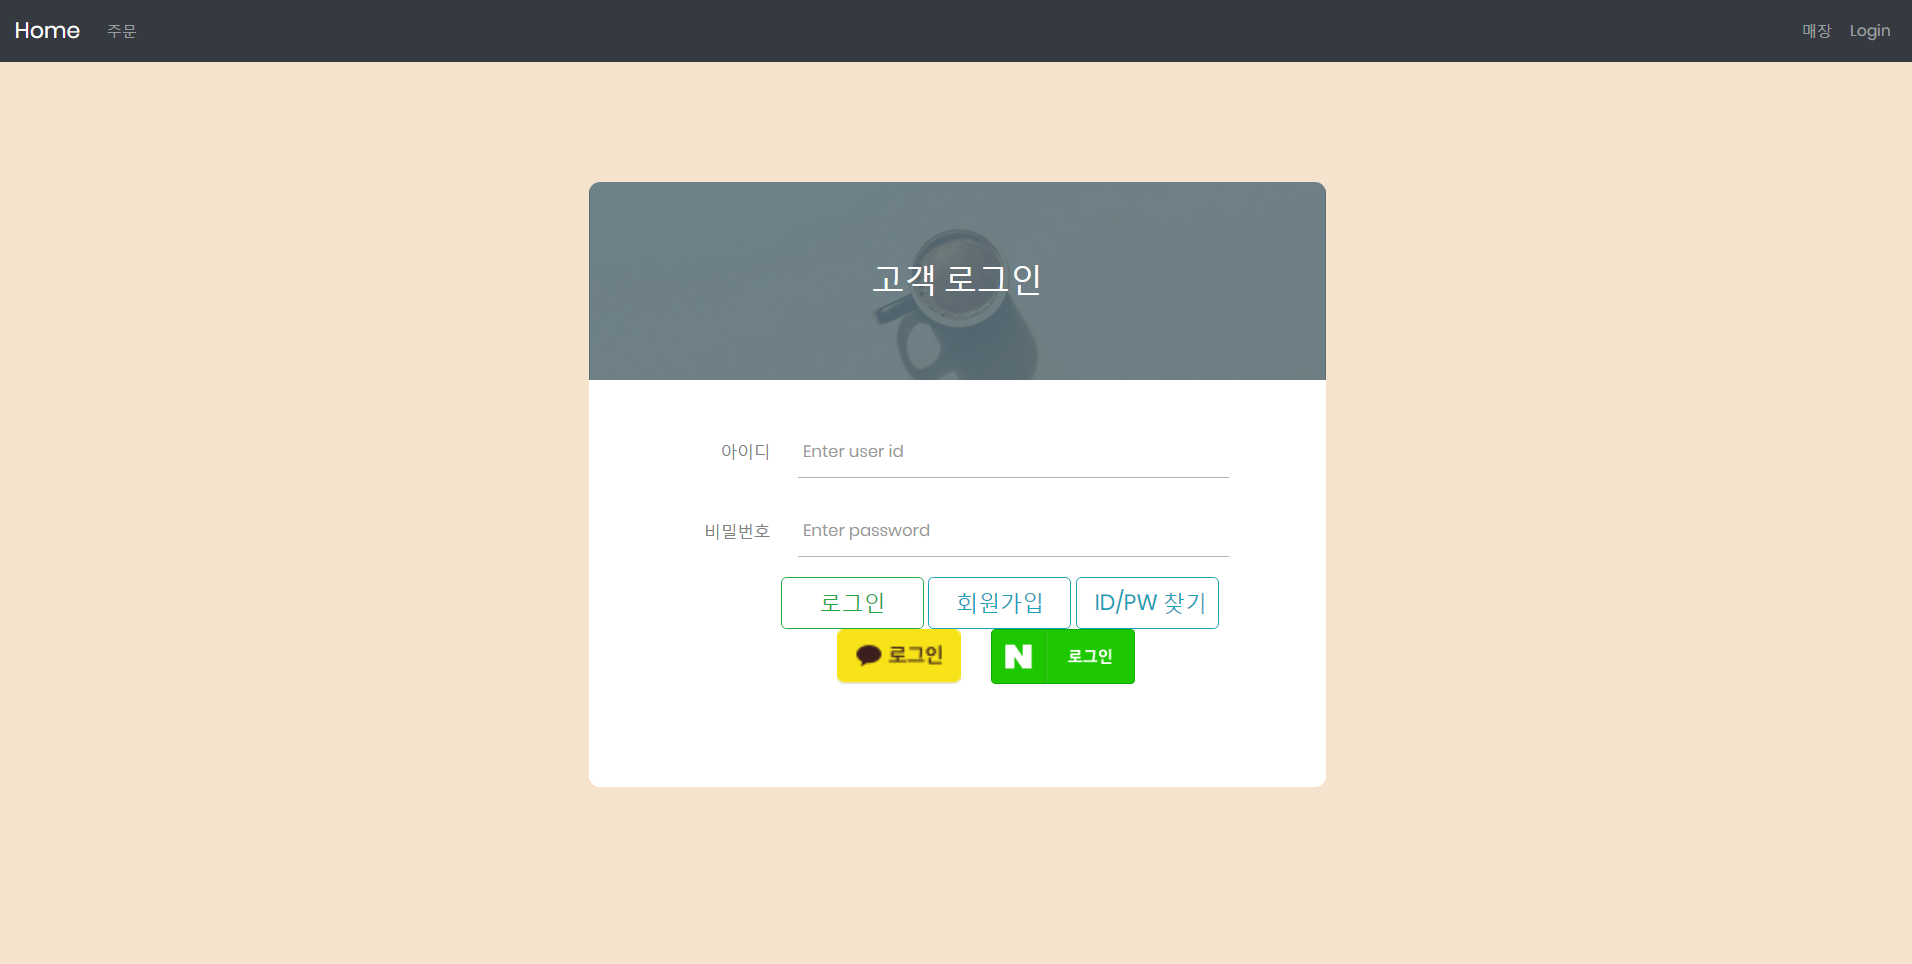 Home 주문 매장 Login
고객 로그인
아이디 Enter user id
비밀번호 Enter password
로그인 회원가입 ID/PW 찾기
로그인 N 로그인